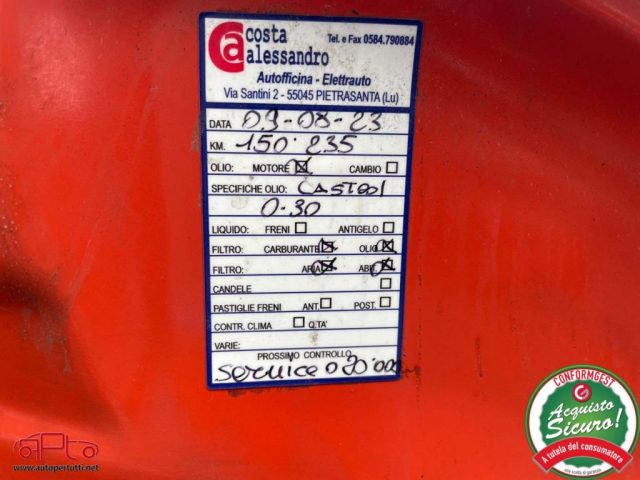 costa
alessandro
Tel. e Fax 0584.790884
Autofficina - Elettrauto
Via Santini 2 - 55045 PIETRASANTA (Lu)
DATA 09-08-23
KM. 150.235
OLIO: MOTORE CAMBIO
SPECIFICHE OLIO: CASTROL
0.30
LIQUIDO: FRENI ANTIGELO
FILTRO: CARBURANTE OLIO
FILTRO: ARIA ABIT
CANDELE
PASTIGLIE FRENI ANT. POST.
CONTR. CLIMA Q.TA'
VARIE:
PROSSIMO CONTROLLO
service 0 20.000
CONFORMGEST
Acquisto
Sicuro!
A tutela del consumatore
www.autopertutti.net